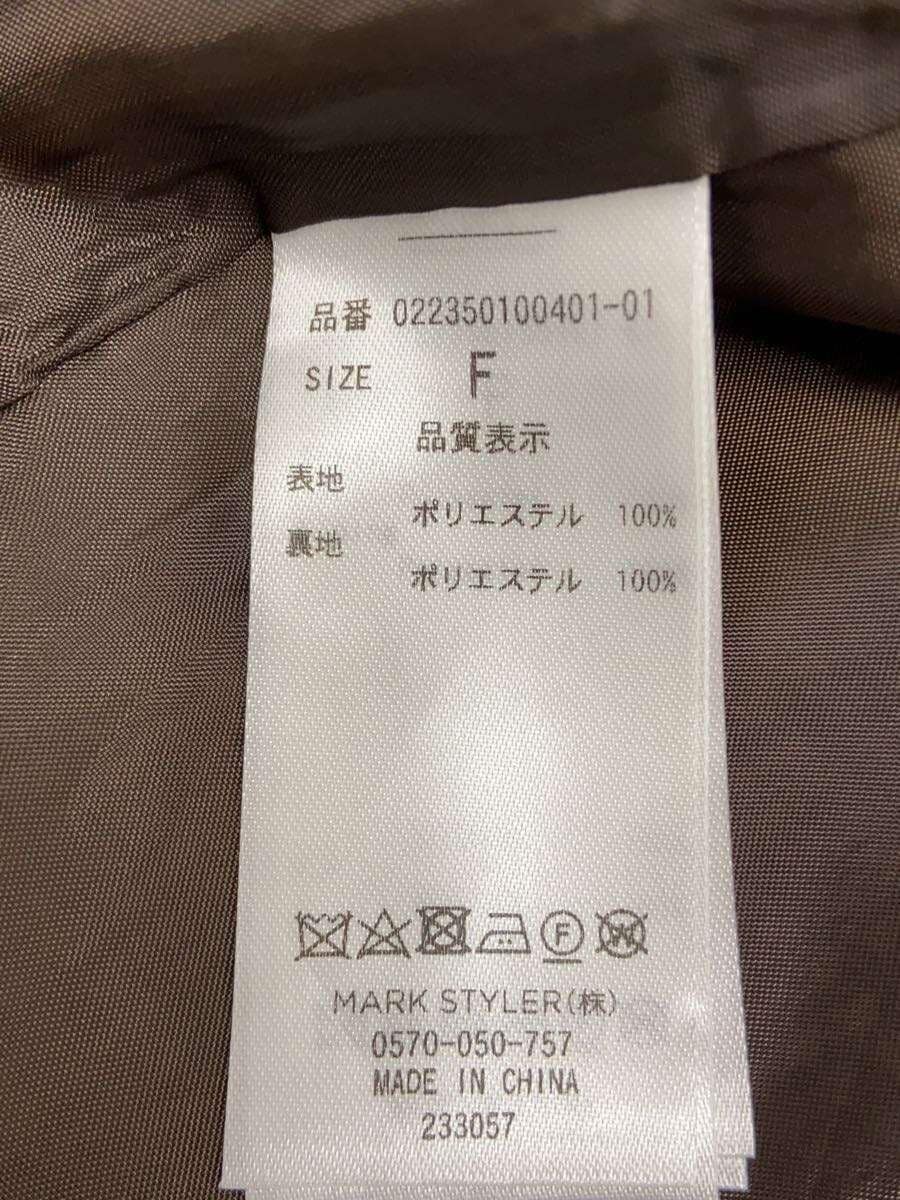 品番 022350100401-01
SIZE F
品質表示
表地
ポリエステル 100%
裏地
ポリエステル 100%
F W
MARK STYLER(株)
0570-050-757
MADE IN CHINA
233057